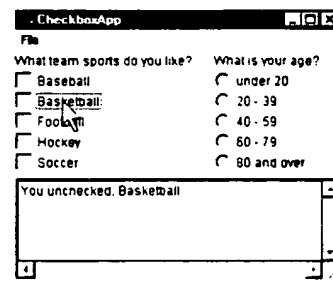 CheckboxApp
File
What team sports do you like? What is your age?
Baseball under 20
Basketball 20 - 39
Football 40 - 59
Hockey 60 - 79
Soccer 80 and over
You unchecked, Basketball